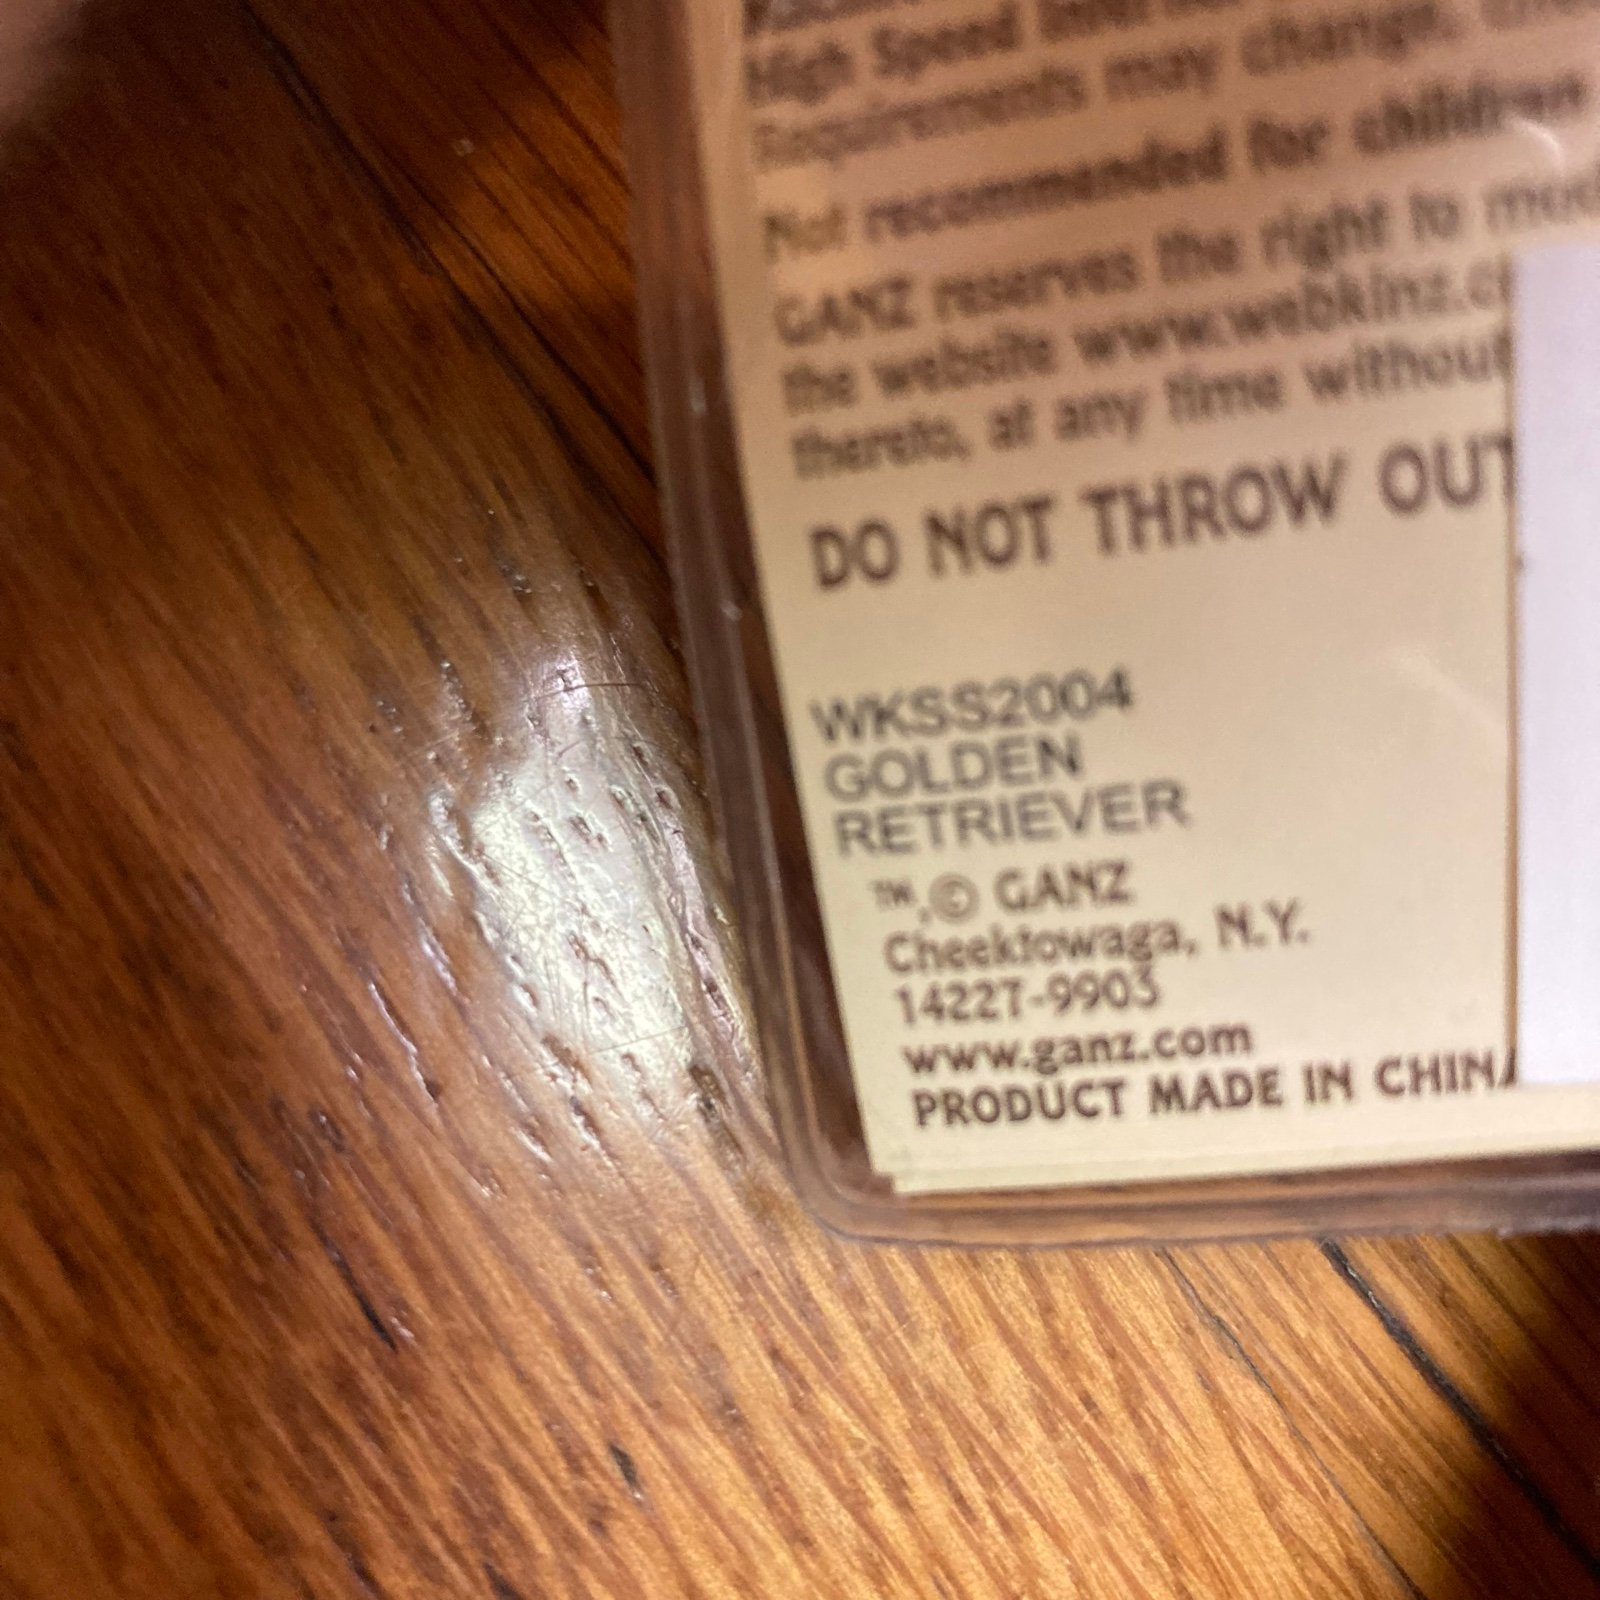 High Speed
Requirements may change.
Not recommended for children
GANZ reserves the right to
the website www.webkinz.c
thereto, at any time without
DO NOT THROW OUT
WKSS2004
GOLDEN
RETRIEVER
™,© GANZ
Cheektowaga, N.Y.
14227-9903
www.ganz.com
PRODUCT MADE IN CHINA